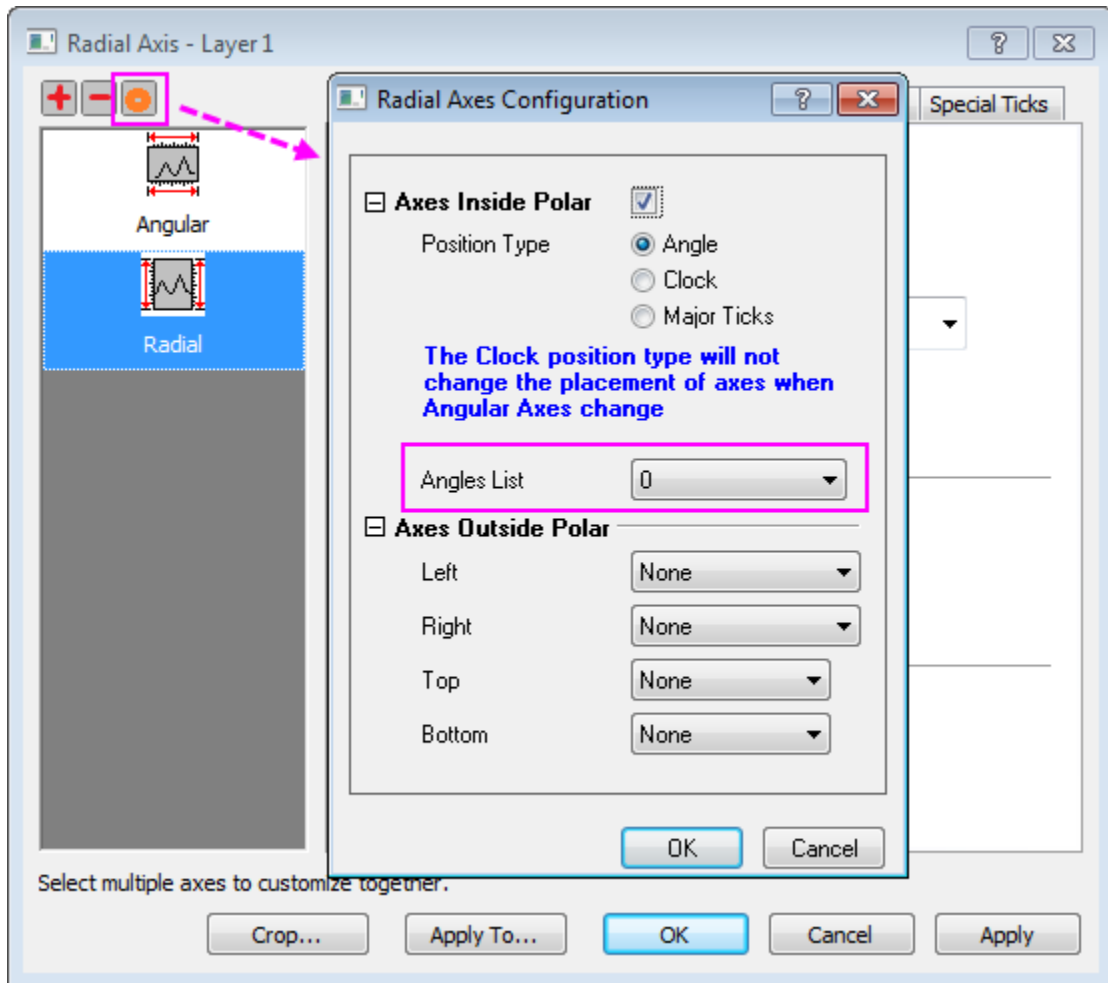 Radial Axis - Layer 1
Radial Axes Configuration
Special Ticks
Angular
Radial
Axes Inside Polar
Position Type
Angle
Clock
Major Ticks
The Clock position type will not
change the placement of axes when
Angular Axes change
Angles List
0
Axes Outside Polar
Left
None
Right
None
Top
None
Bottom
None
OK
Cancel
Select multiple axes to customize together.
Crop...
Apply To...
OK
Cancel
Apply